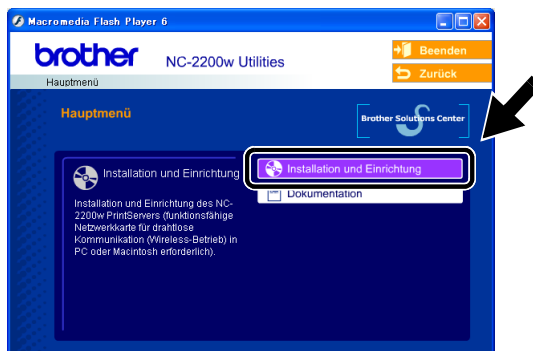 Macromedia Flash Player 6
brother
NC-2200w Utilities
Beenden
Zurück
Hauptmenü
Hauptmenü
Brother Solutions Center
Installation und Einrichtung
Installation und Einrichtung des NC-
2200w PrintServers (funktionsfähige
Netzwerkkarte für drahtlose
Kommunikation (Wireless-Betrieb) in
PC oder Macintosh erforderlich).
Installation und Einrichtung
Dokumentation